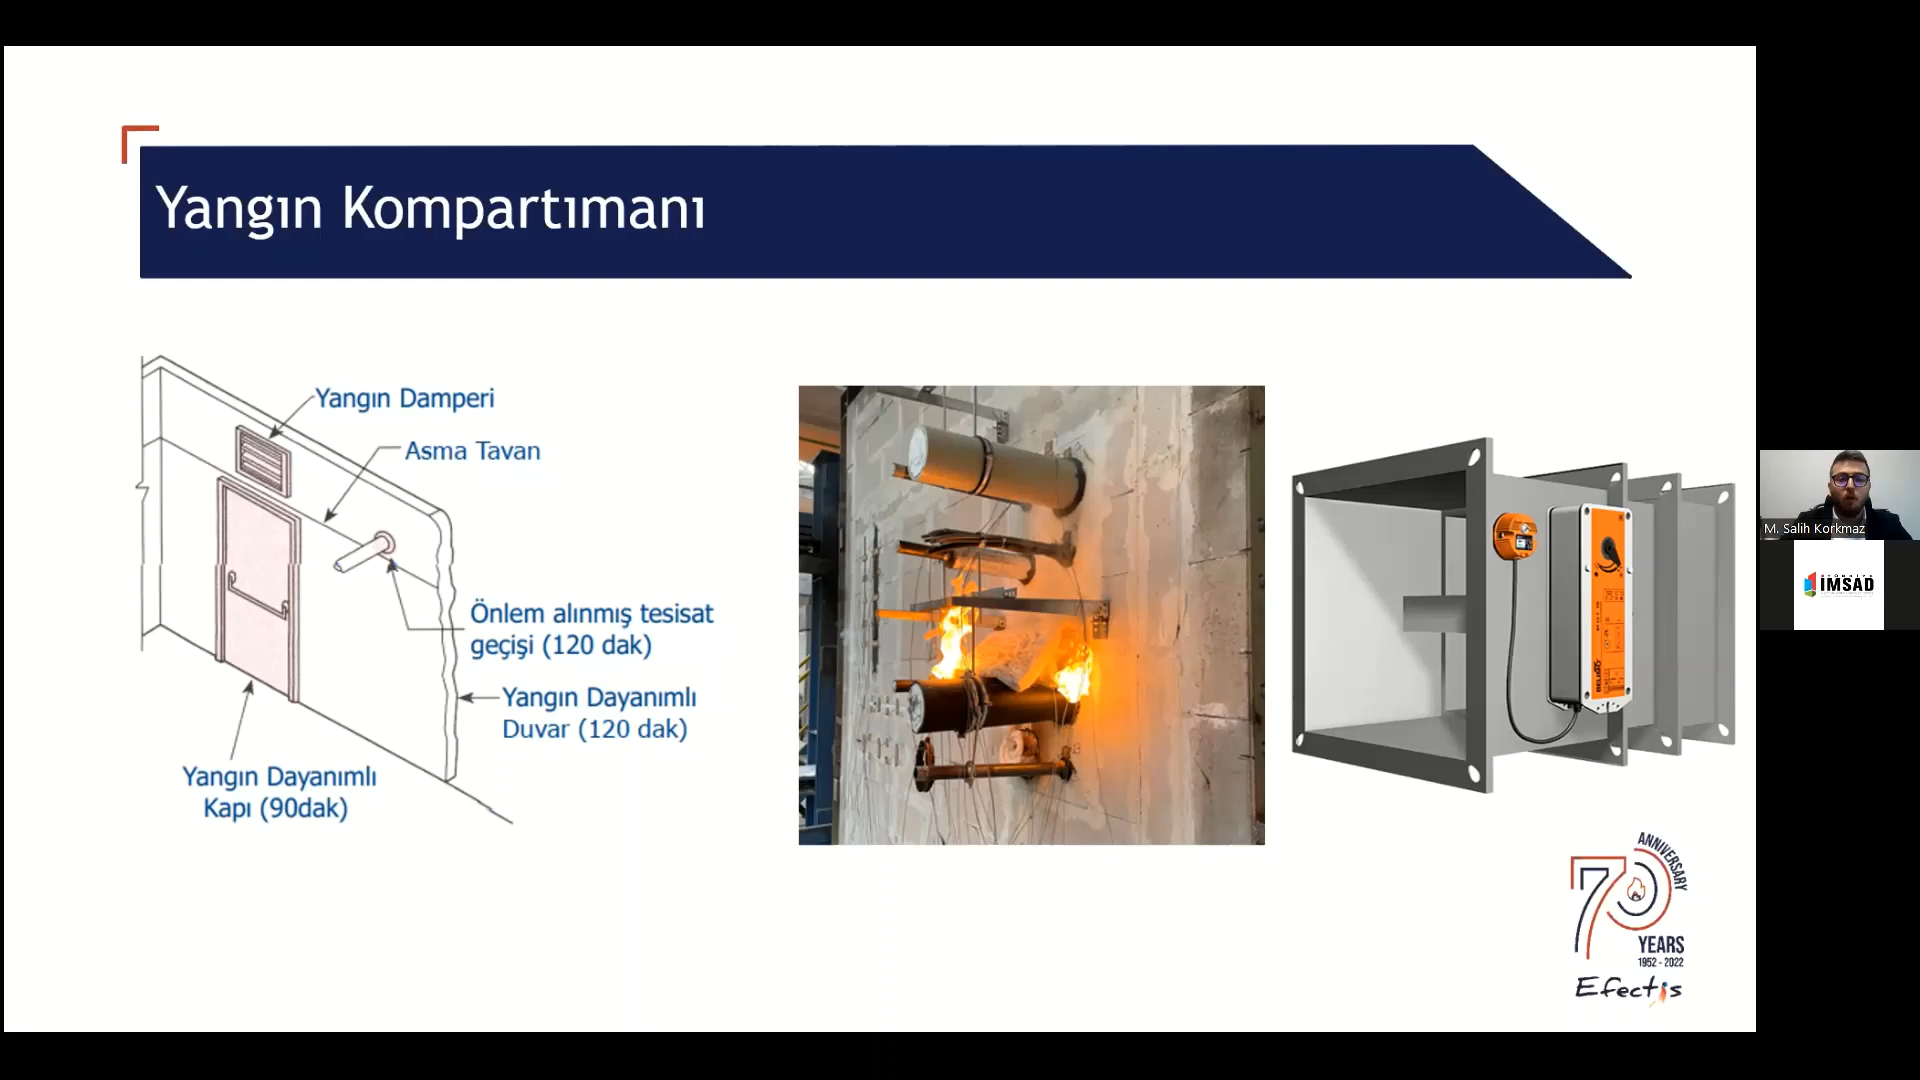 Yangın Kompartımanı
Yangın Damperi
Asma Tavan
Önlem alınmış tesisat
geçişi (120 dak)
Yangın Dayanımlı
Duvar (120 dak)
Yangın Dayanımlı
Kapı (90dak)
BELIMO
M. Salih Korkmaz
İMSAD
70
ANNIVERSARY
YEARS
1952 - 2022
Efectis